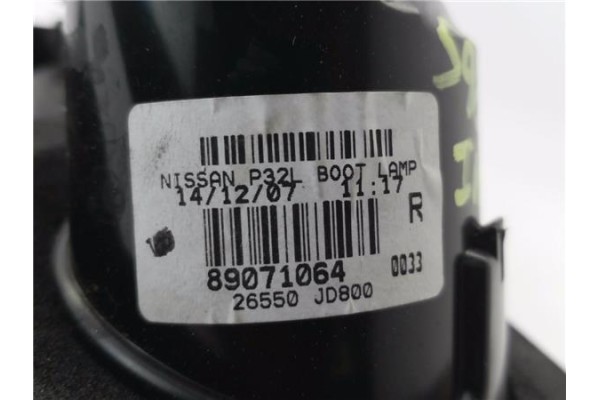 NISSAN P32L BOOT LAMP
14/12/07 11:17
R
89071064 0033
26550 JD800